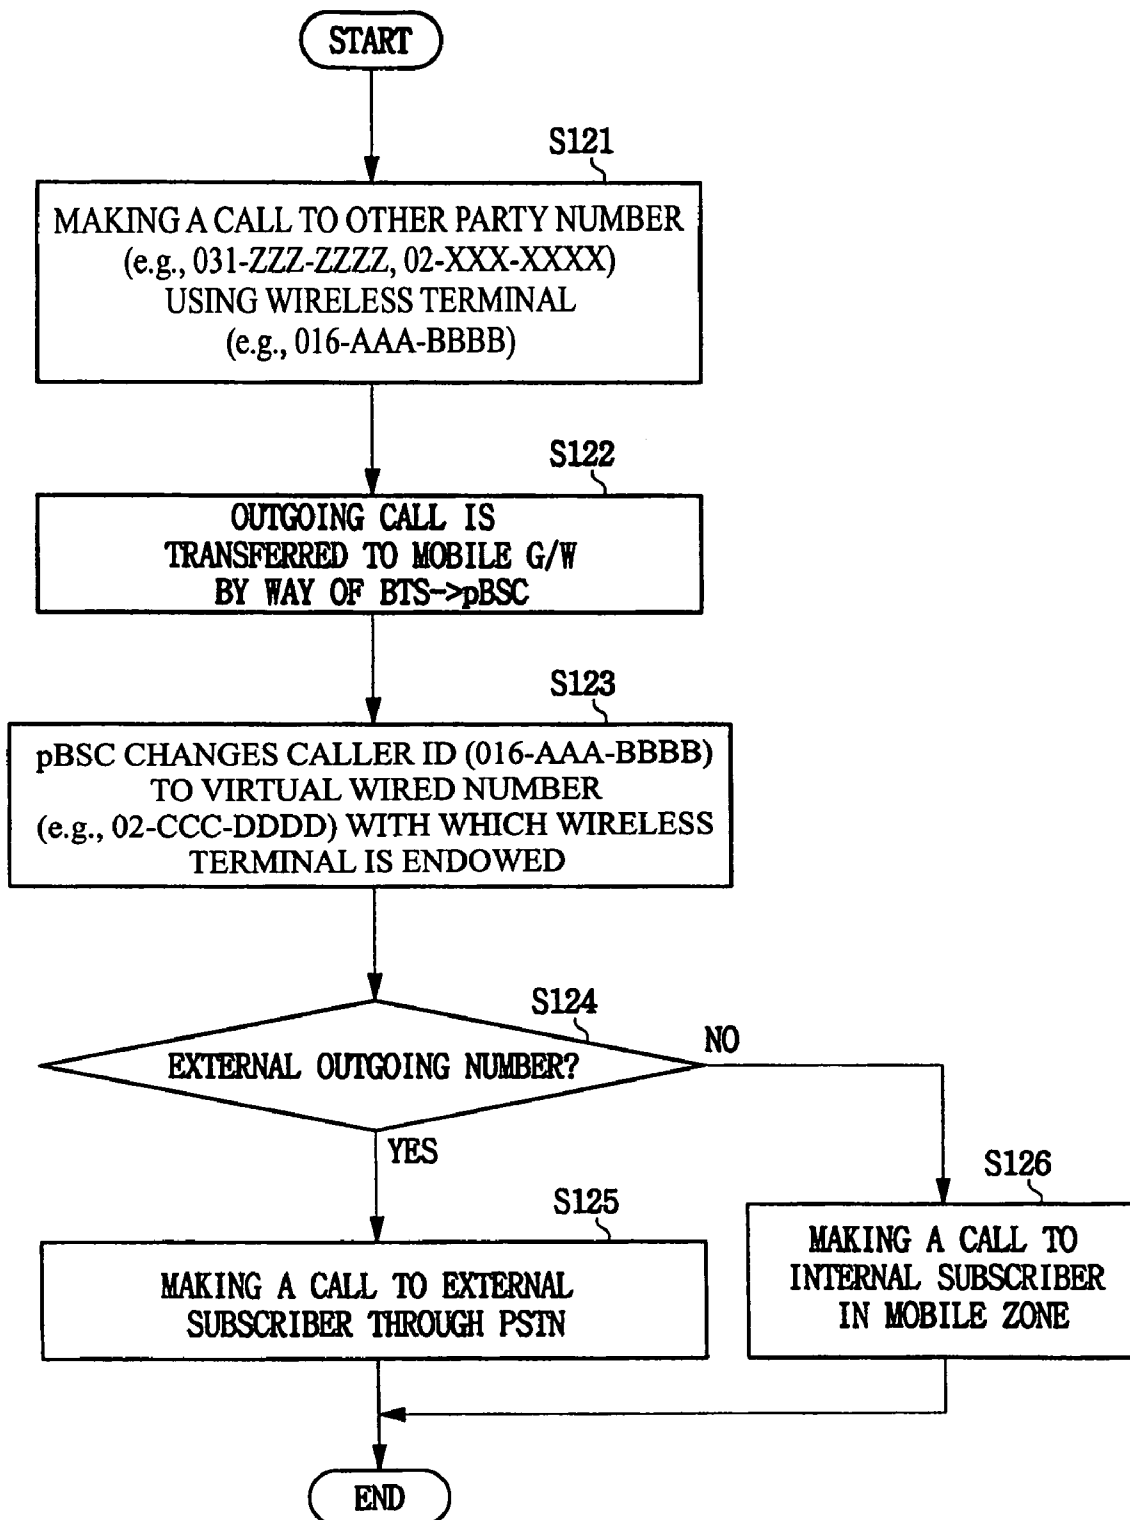 START
S121
MAKING A CALL TO OTHER PARTY NUMBER
(e.g., 031-ZZZ-ZZZZ, 02-XXX-XXXX)
USING WIRELESS TERMINAL
(e.g., 016-AAA-BBBB)
S122
OUTGOING CALL IS
TRANSFERRED TO MOBILE G/W
BY WAY OF BTS->pBSC
S123
pBSC CHANGES CALLER ID (016-AAA-BBBB)
TO VIRTUAL WIRED NUMBER
(e.g., 02-CCC-DDDD) WITH WHICH WIRELESS
TERMINAL IS ENDOWED
S124
EXTERNAL OUTGOING NUMBER?
NO
YES
S125
MAKING A CALL TO EXTERNAL
SUBSCRIBER THROUGH PSTN
S126
MAKING A CALL TO
INTERNAL SUBSCRIBER
IN MOBILE ZONE
END